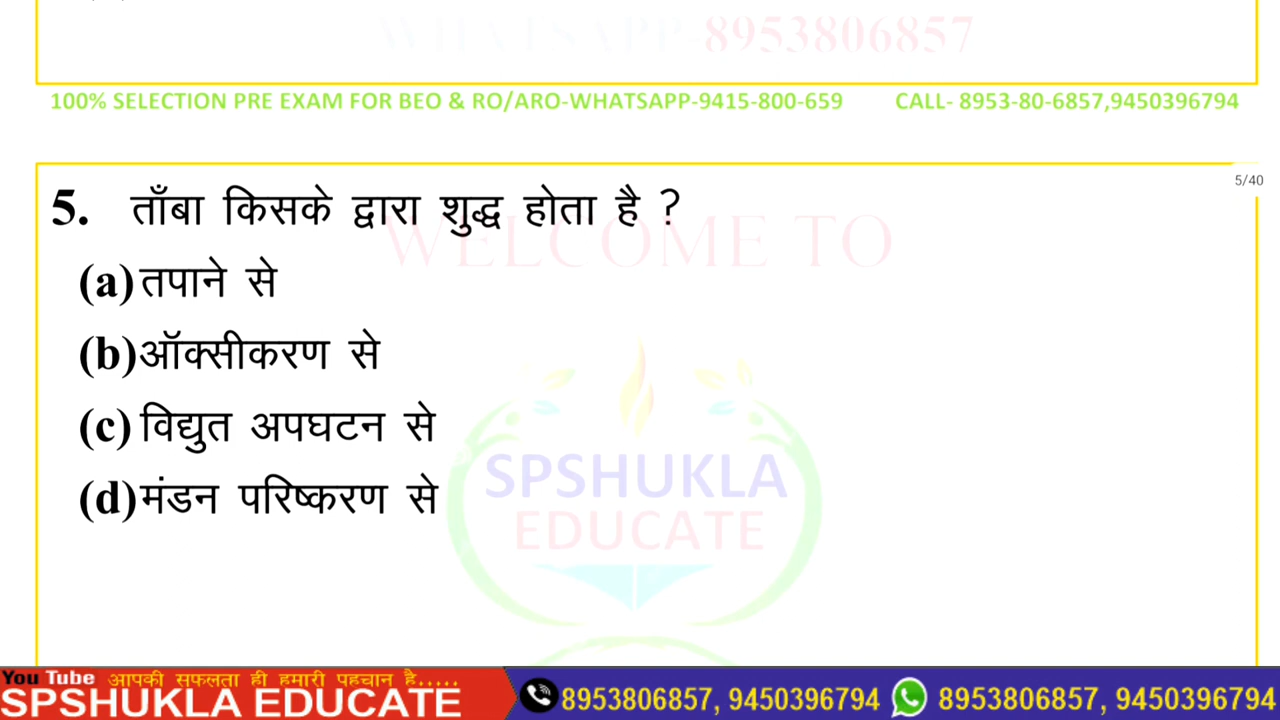 WHATSAPP-8953806857
100% SELECTION PRE EXAM FOR BEO & RO/ARO-WHATSAPP-9415-800-659 CALL- 8953-80-6857,9450396794
5/40
5. ताँबा किसके द्वारा शुद्ध होता है ?
WELCOME TO
(a) तपाने से
(b) ऑक्सीकरण से
(c) विद्युत अपघटन से
SPSHUKLA
(d) मंडन परिष्करण से
EDUCATE
You Tube आपकी सफलता ही हमारी पहचान है.....
SPSHUKLA EDUCATE 8953806857, 9450396794 8953806857, 9450396794